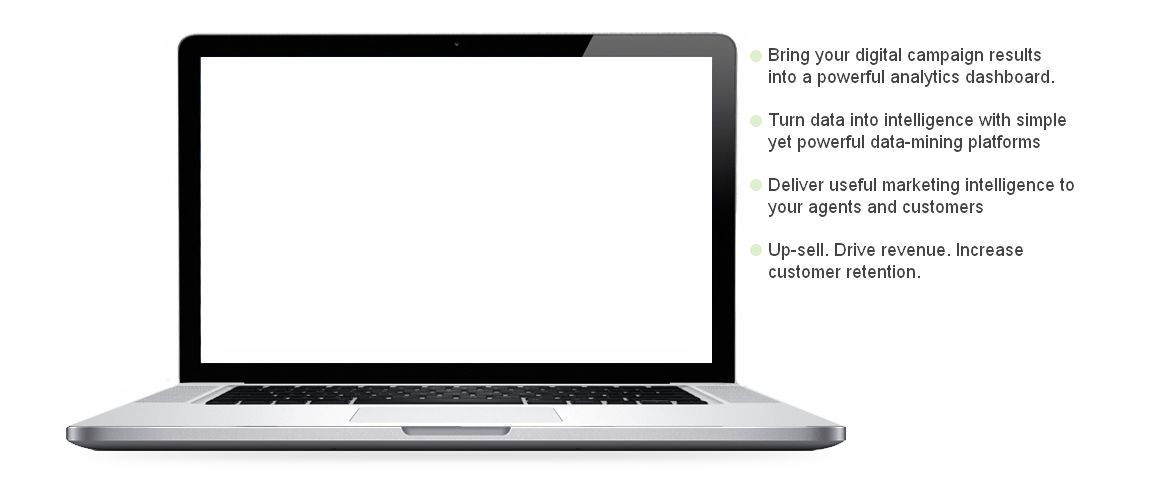 Bring your digital campaign results
into a powerful analytics dashboard.
Turn data into intelligence with simple
yet powerful data-mining platforms
Deliver useful marketing intelligence to
your agents and customers
Up-sell. Drive revenue. Increase
customer retention.